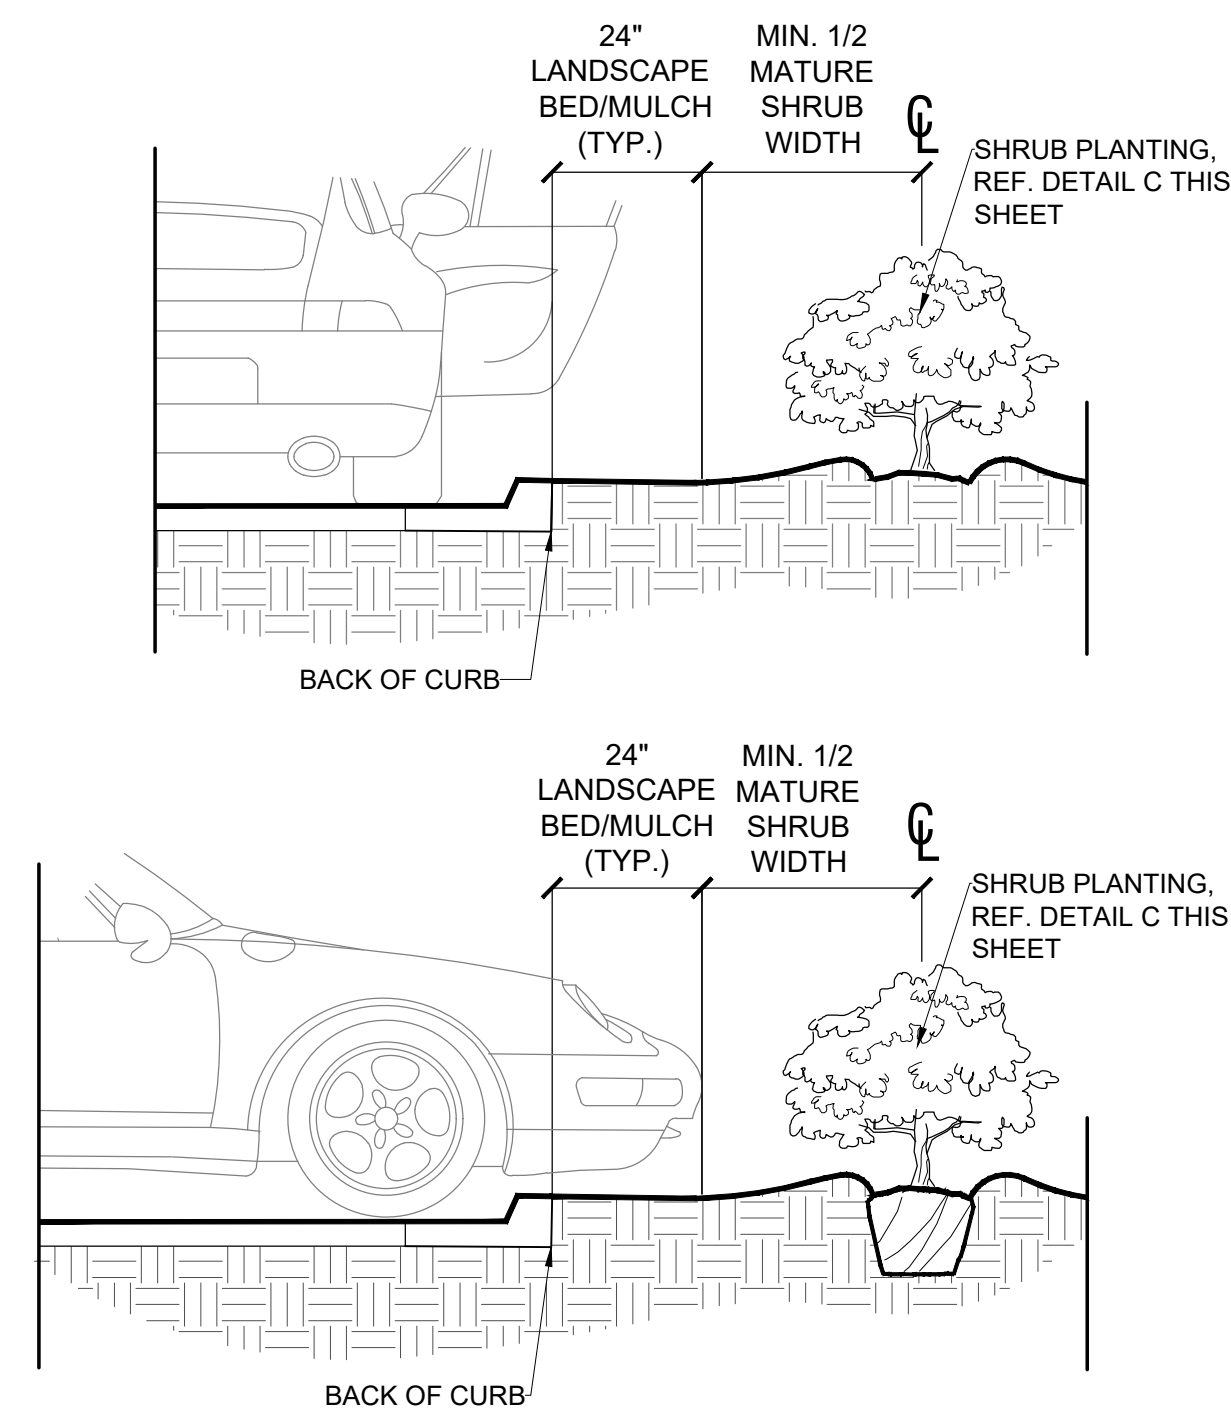 24"
LANDSCAPE
BED/MULCH
(TYP.)
MIN. 1/2
MATURE
SHRUB
WIDTH
℄
SHRUB PLANTING,
REF. DETAIL C THIS
SHEET
BACK OF CURB
24"
LANDSCAPE
BED/MULCH
(TYP.)
MIN. 1/2
MATURE
SHRUB
WIDTH
℄
SHRUB PLANTING,
REF. DETAIL C THIS
SHEET
BACK OF CURB